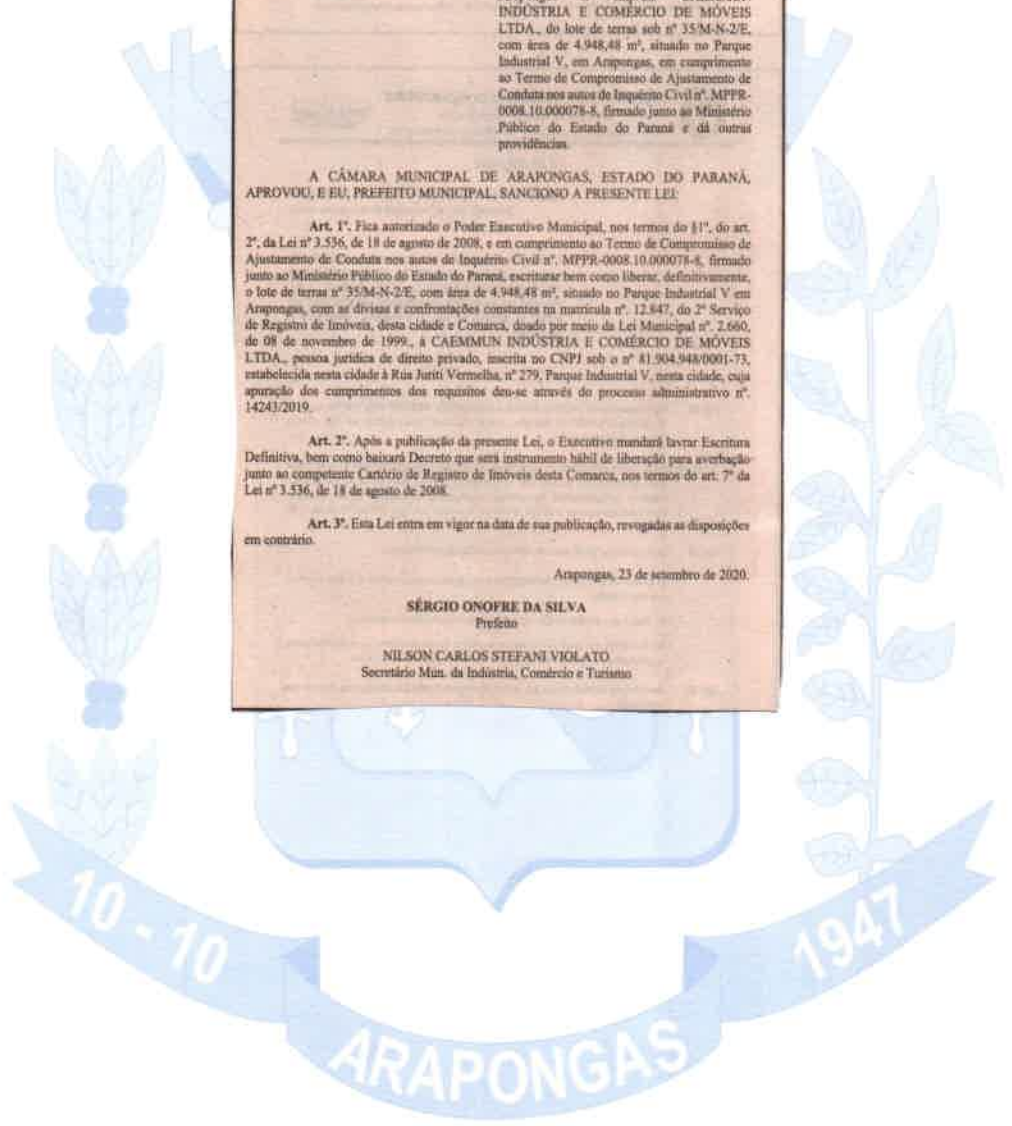 INDÚSTRIA E COMÉRCIO DE MÓVEIS
LTDA., do lote de terras sob nº 35/M-N-2/E,
com área de 4.948,48 m², situado no Parque
Industrial V, em Arapongas, em cumprimento
ao Termo de Compromisso de Ajustamento de
Conduta nos autos de Inquérito Civil nº. MPPR-
0008.10.000078-8, firmado junto ao Ministério
Público do Estado do Paraná e dá outras
providências.
A CÂMARA MUNICIPAL DE ARAPONGAS, ESTADO DO PARANÁ,
APROVOU, E EU, PREFEITO MUNICIPAL, SANCIONO A PRESENTE LEI:
Art. 1º. Fica autorizado o Poder Executivo Municipal, nos termos do §1º, do art.
2º, da Lei nº 3.536, de 18 de agosto de 2008, e em cumprimento ao Termo de Compromisso de
Ajustamento de Conduta nos autos de Inquérito Civil nº. MPPR-0008.10.000078-8, firmado
junto ao Ministério Público do Estado do Paraná, escriturar bem como liberar, definitivamente,
o lote de terras nº 35/M-N-2/E, com área de 4.948,48 m², situado no Parque Industrial V em
Arapongas, com as divisas e confrontações constantes na matrícula nº. 12.847, do 2º Serviço
de Registro de Imóveis, desta cidade e Comarca, doado por meio da Lei Municipal nº. 2.660,
de 08 de novembro de 1999., à CAEMMUN INDÚSTRIA E COMÉRCIO DE MÓVEIS
LTDA., pessoa jurídica de direito privado, inscrita no CNPJ sob o nº 81.904.948/0001-73,
estabelecida nesta cidade à Rua Juriti Vermelha, nº 279, Parque Industrial V, nesta cidade, cuja
apuração dos cumprimentos dos requisitos deu-se através do processo administrativo nº.
14243/2019.
Art. 2º. Após a publicação da presente Lei, o Executivo mandará lavrar Escritura
Definitiva, bem como baixará Decreto que será instrumento hábil de liberação para averbação
junto ao competente Cartório de Registro de Imóveis desta Comarca, nos termos do art. 7º da
Lei nº 3.536, de 18 de agosto de 2008.
Art. 3º. Esta Lei entra em vigor na data de sua publicação, revogadas as disposições
em contrário.
Arapongas, 23 de setembro de 2020.
SÉRGIO ONOFRE DA SILVA
Prefeito
NILSON CARLOS STEFANI VIOLATO
Secretário Mun. da Indústria, Comércio e Turismo
10 - 10
ARAPONGAS
1947